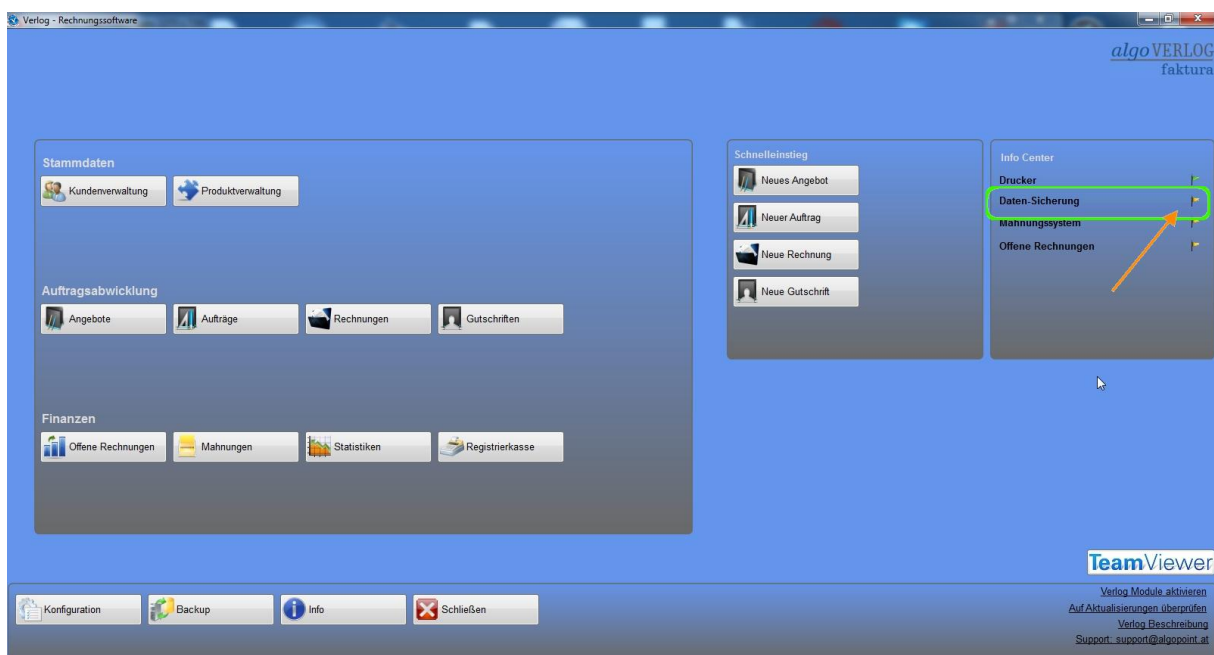 Verlog - Rechnungssoftware
algo VERLOG
faktura
Stammdaten
Kundenverwaltung
Produktverwaltung
Auftragsabwicklung
Angebote
Aufträge
Rechnungen
Gutschriften
Finanzen
Offene Rechnungen
Mahnungen
Statistiken
Registrierkasse
Schnelleinstieg
Neues Angebot
Neuer Auftrag
Neue Rechnung
Neue Gutschrift
Info Center
Drucker
Daten-Sicherung
Mahnungssystem
Offene Rechnungen
TeamViewer
Konfiguration
Backup
Info
Schließen
Verlog Module aktivieren
Auf Aktualisierungen überprüfen
Verlog Beschreibung
Support: support@algopoint.at